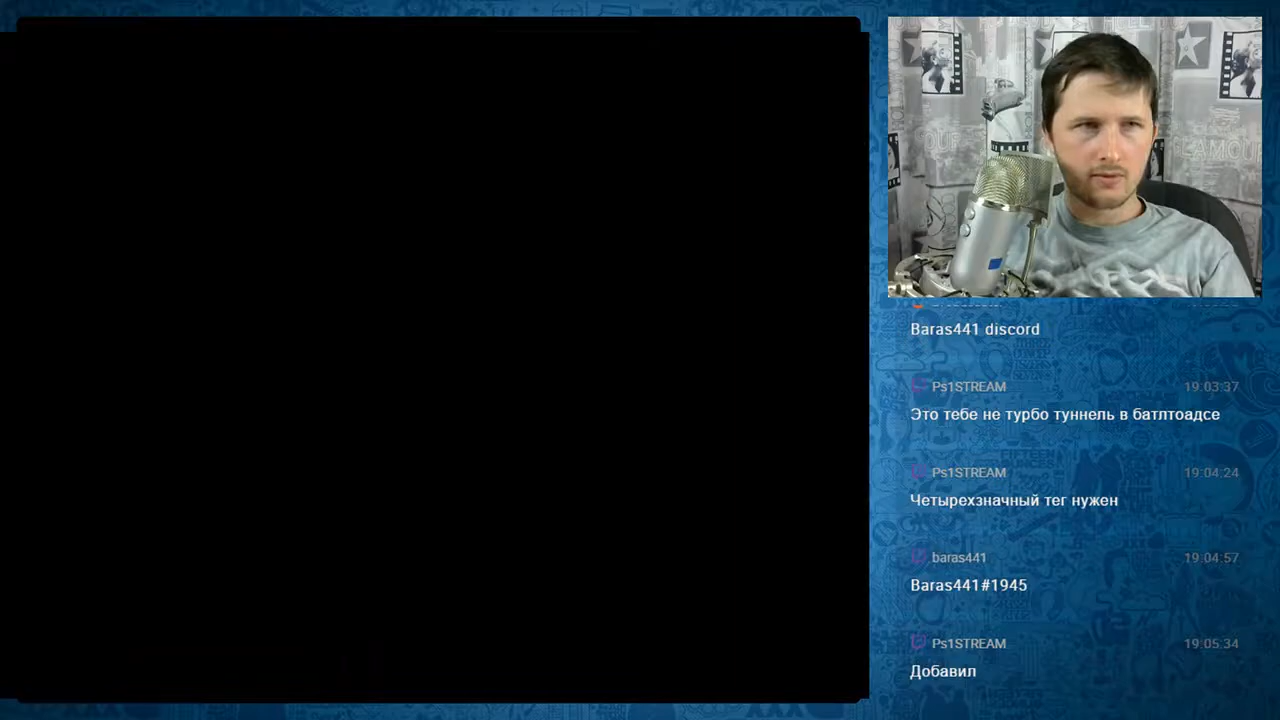 GLAMOUR
Baras441 discord
Ps1STREAM 19:03:37
Это тебе не турбо туннель в батлтоадсе
Ps1STREAM 19:04:24
Четырехзначный тег нужен
baras441 19:04:57
Baras441#1945
Ps1STREAM 19:05:34
Добавил